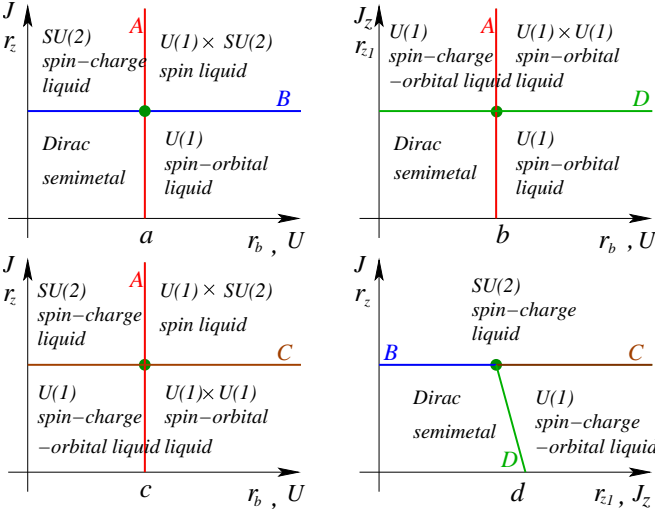 J
r_z
A
SU(2)
spin−charge
liquid
U(1) × SU(2)
spin liquid
B
Dirac
semimetal
U(1)
spin−orbital
liquid
a
r_b , U
J_z
r_z1
A
U(1)
spin−charge
−orbital liquid
U(1)×U(1)
spin−orbital
liquid
D
Dirac
semimetal
U(1)
spin−orbital
liquid
b
r_b , U
J
r_z
A
SU(2)
spin−charge
liquid
U(1) × SU(2)
spin liquid
C
U(1)
spin−charge
−orbital liquid
U(1)×U(1)
spin−orbital
liquid
c
r_b , U
J
r_z
SU(2)
spin−charge
liquid
B
C
Dirac
semimetal
U(1)
spin−charge
−orbital liquid
D
d
r_z1, J_z